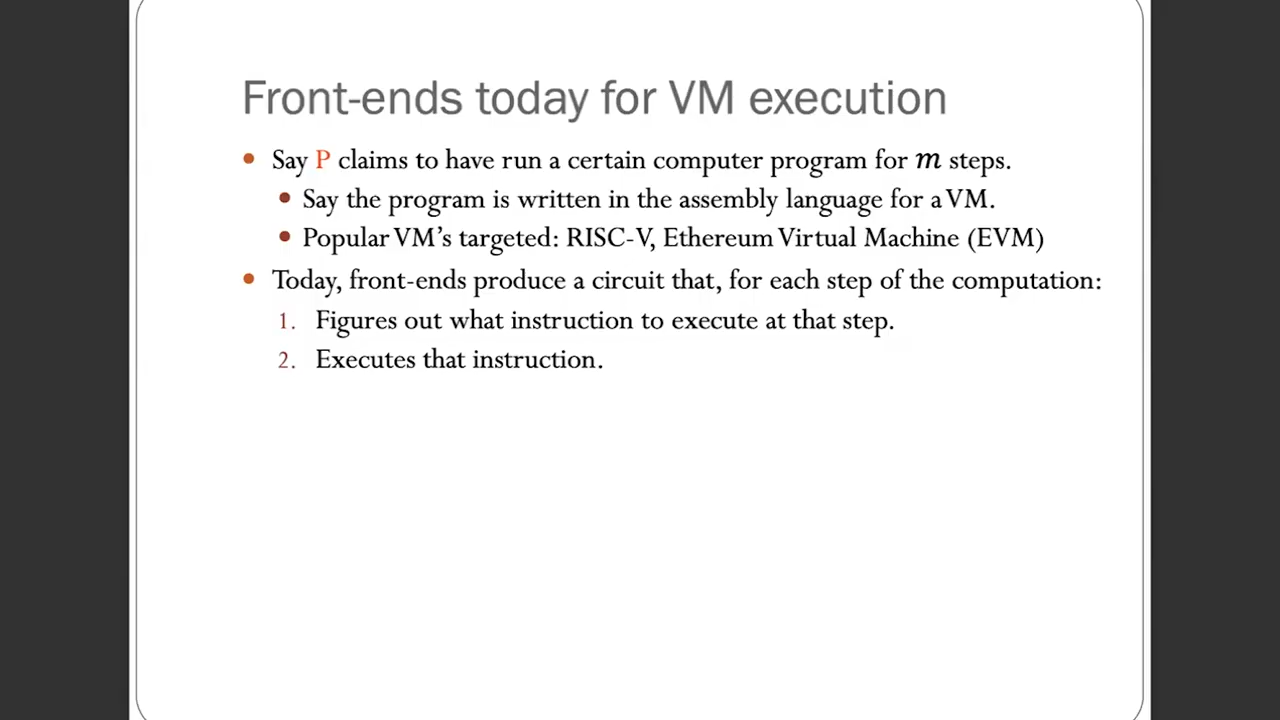 Front-ends today for VM execution
• Say P claims to have run a certain computer program for m steps.
• Say the program is written in the assembly language for a VM.
• Popular VM's targeted: RISC-V, Ethereum Virtual Machine (EVM)
• Today, front-ends produce a circuit that, for each step of the computation:
1. Figures out what instruction to execute at that step.
2. Executes that instruction.